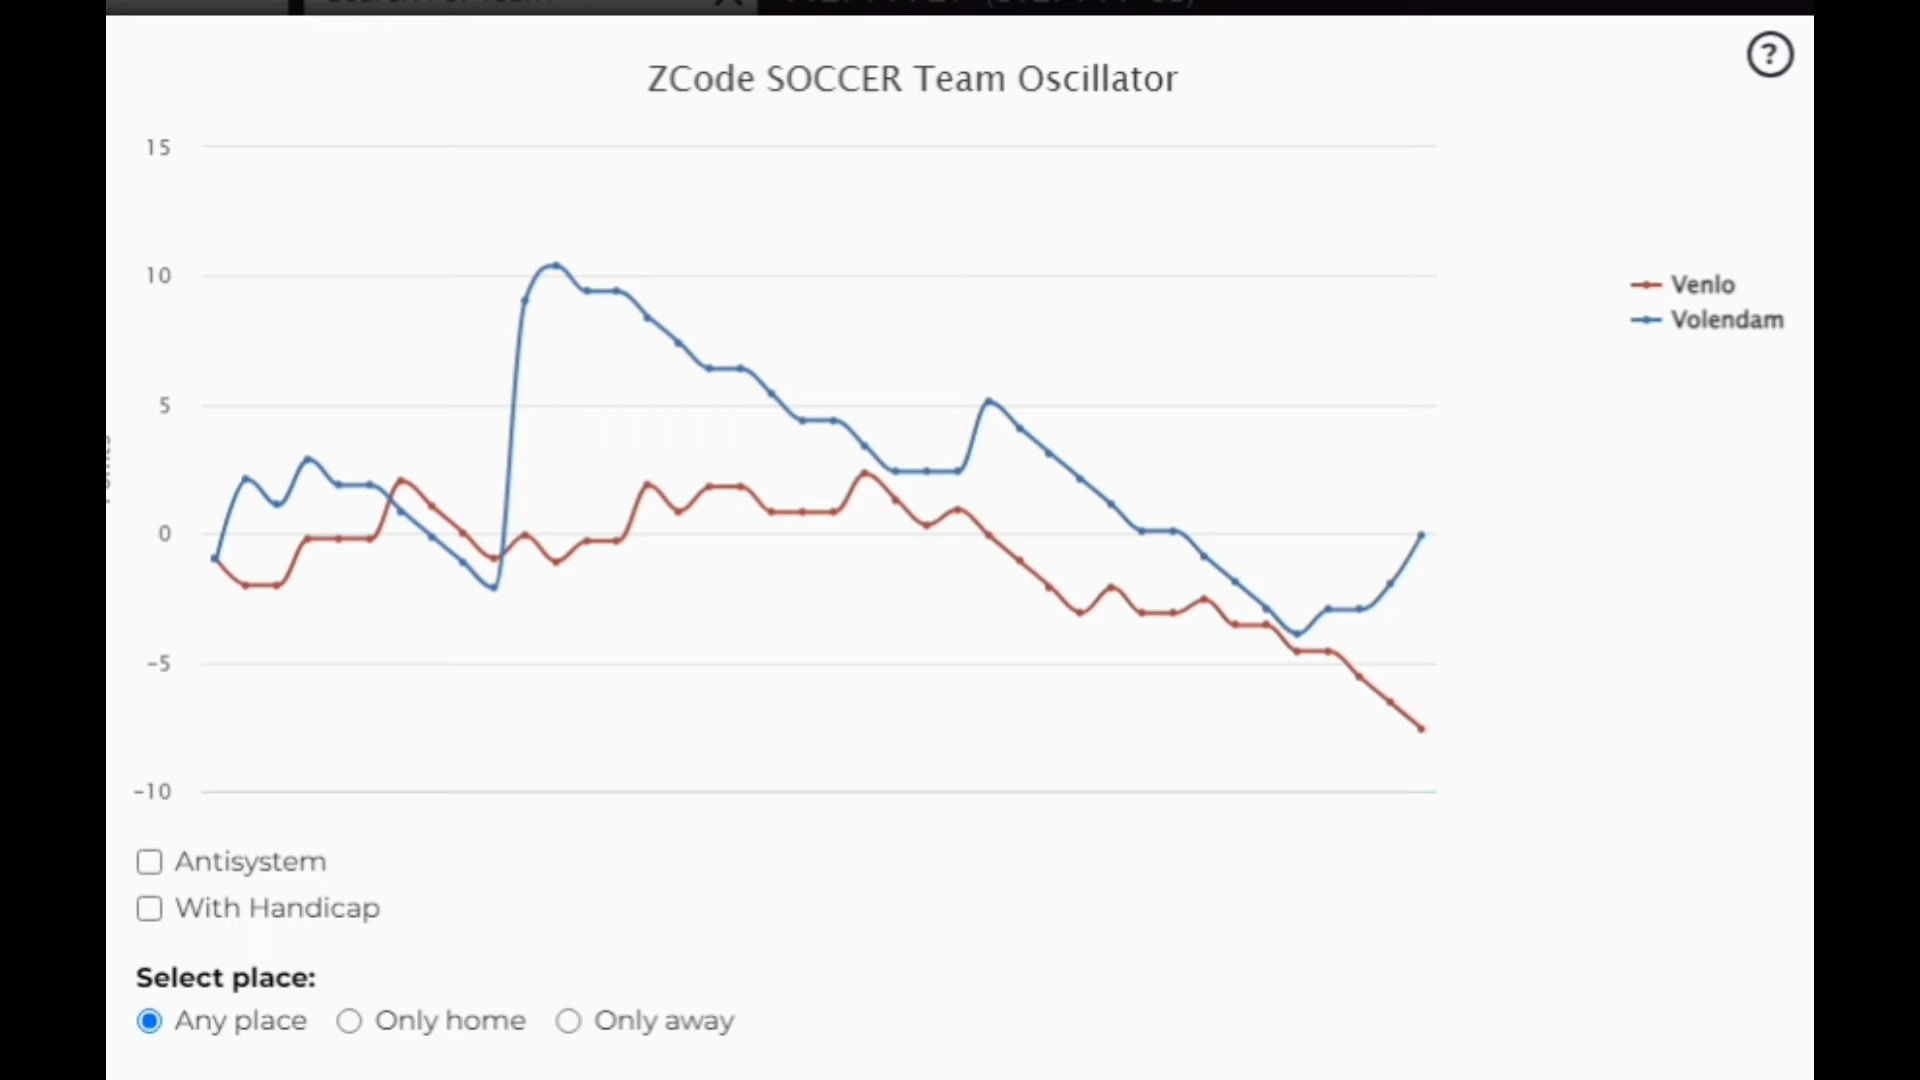 ZCode SOCCER Team Oscillator
?
15
10
5
0
-5
-10
Venlo
Volendam
Antisystem
With Handicap
Select place:
Any place Only home Only away